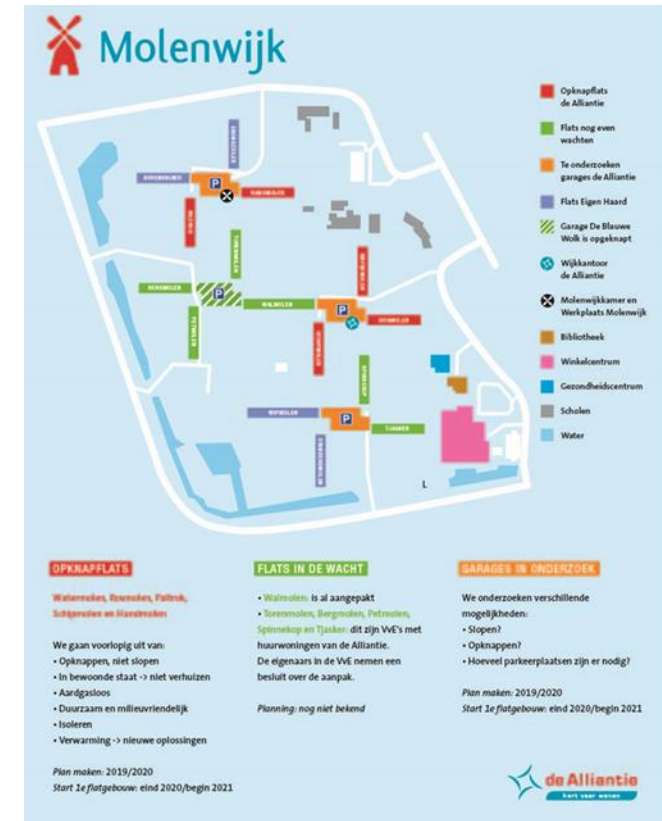 Molenwijk
Opknapflats
de Alliantie
Flats nog even
wachten
Te onderzoeken
garages de Alliantie
Flats Eigen Haard
Garage De Blauwe
Wolk is opgeknapt
Wijkkantoor
de Alliantie
Molenwijkkamer en
Werkplaats Molenwijk
Bibliotheek
Winkelcentrum
Gezondheidscentrum
Scholen
Water
P
TORENMOLEN
BERGMOLEN
P
WALMOLEN
PETMOLEN
P
P
TJASKER
L
OPKNAPFLATS
Watermolen, Roxmolen, Paltrok,
Schipmolen en Handmolen
We gaan voorlopig uit van:
• Opknappen, niet slopen
• In bewoonde staat -> niet verhuizen
• Aardgasloos
• Duurzaam en milieuvriendelijk
• Isoleren
• Verwarming -> nieuwe oplossingen
Plan maken: 2019/2020
Start 1e flatgebouw: eind 2020/begin 2021
FLATS IN DE WACHT
• Walmolen: is al aangepakt
• Torenmolen, Bergmolen, Petmolen,
Spinnekop en Tjasker: dit zijn VvE's met
huurwoningen van de Alliantie.
De eigenaars in de VvE nemen een
besluit over de aanpak.
Planning: nog niet bekend
GARAGES IN ONDERZOEK
We onderzoeken verschillende
mogelijkheden:
• Slopen?
• Opknappen?
• Hoeveel parkeerplaatsen zijn er nodig?
Plan maken: 2019/2020
Start 1e flatgebouw: eind 2020/begin 2021
de Alliantie
hart voor wonen